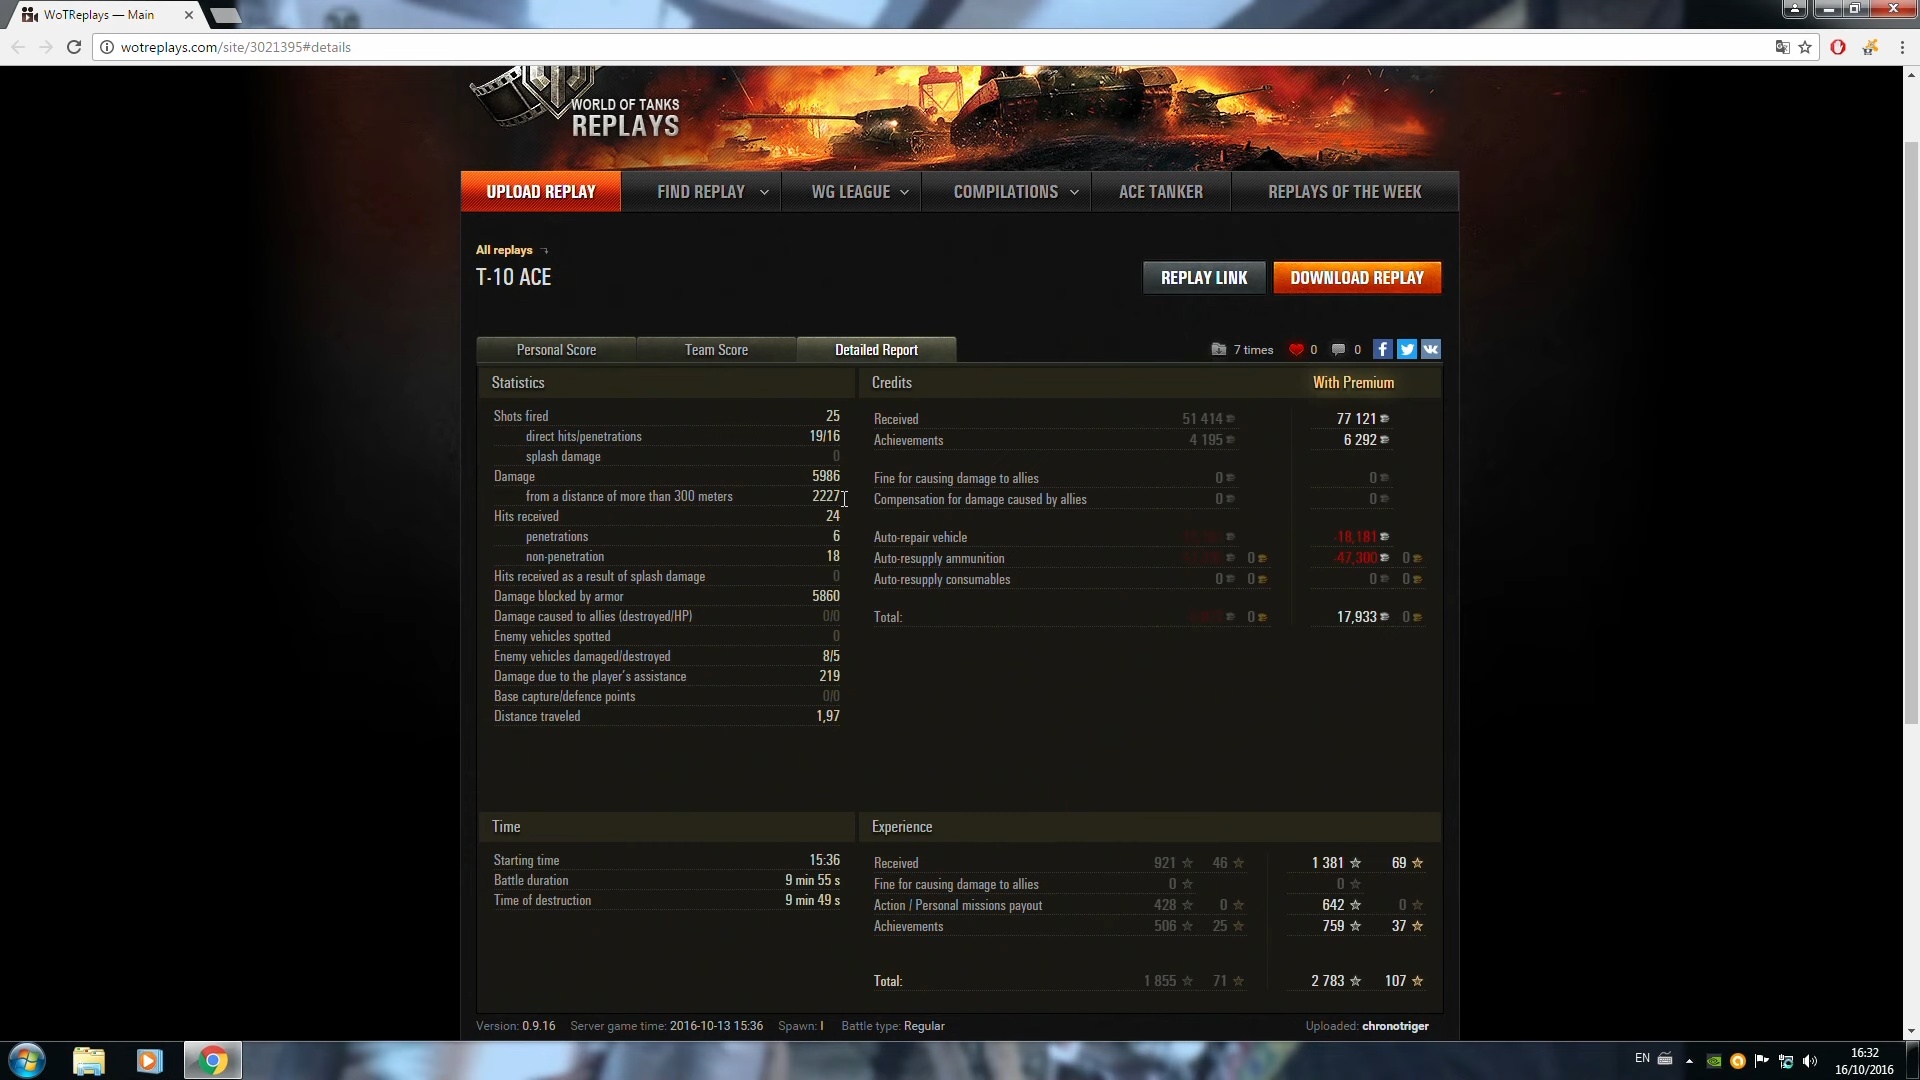 WoTReplays — Main
wotreplays.com/site/3021395#details
WORLD OF TANKS
REPLAYS
UPLOAD REPLAY FIND REPLAY WG LEAGUE COMPILATIONS ACE TANKER REPLAYS OF THE WEEK
All replays
T-10 ACE
REPLAY LINK DOWNLOAD REPLAY
Personal Score Team Score Detailed Report 7 times 0 0
Statistics
Shots fired 25
direct hits/penetrations 19/16
splash damage 0
Damage 5986
from a distance of more than 300 meters 2227
Hits received 24
penetrations 6
non-penetration 18
Hits received as a result of splash damage 0
Damage blocked by armor 5860
Damage caused to allies (destroyed/HP) 0/0
Enemy vehicles spotted 0
Enemy vehicles damaged/destroyed 8/5
Damage due to the player's assistance 219
Base capture/defence points 0/0
Distance traveled 1,97
Credits With Premium
Received 51 414 77 121
Achievements 4 195 6 292
Fine for causing damage to allies 0 0
Compensation for damage caused by allies 0 0
Auto-repair vehicle -18,181
Auto-resupply ammunition 0 -47,300 0
Auto-resupply consumables 0 0 0 0
Total: 0 17,933 0
Time
Starting time 15:36
Battle duration 9 min 55 s
Time of destruction 9 min 49 s
Experience
Received 921 46 1 381 69
Fine for causing damage to allies 0 0
Action / Personal missions payout 428 0 642 0
Achievements 506 25 759 37
Total: 1 855 71 2 783 107
Version: 0.9.16 Server game time: 2016-10-13 15:36 Spawn: I Battle type: Regular Uploaded: chronotriger
EN 16:32
16/10/2016